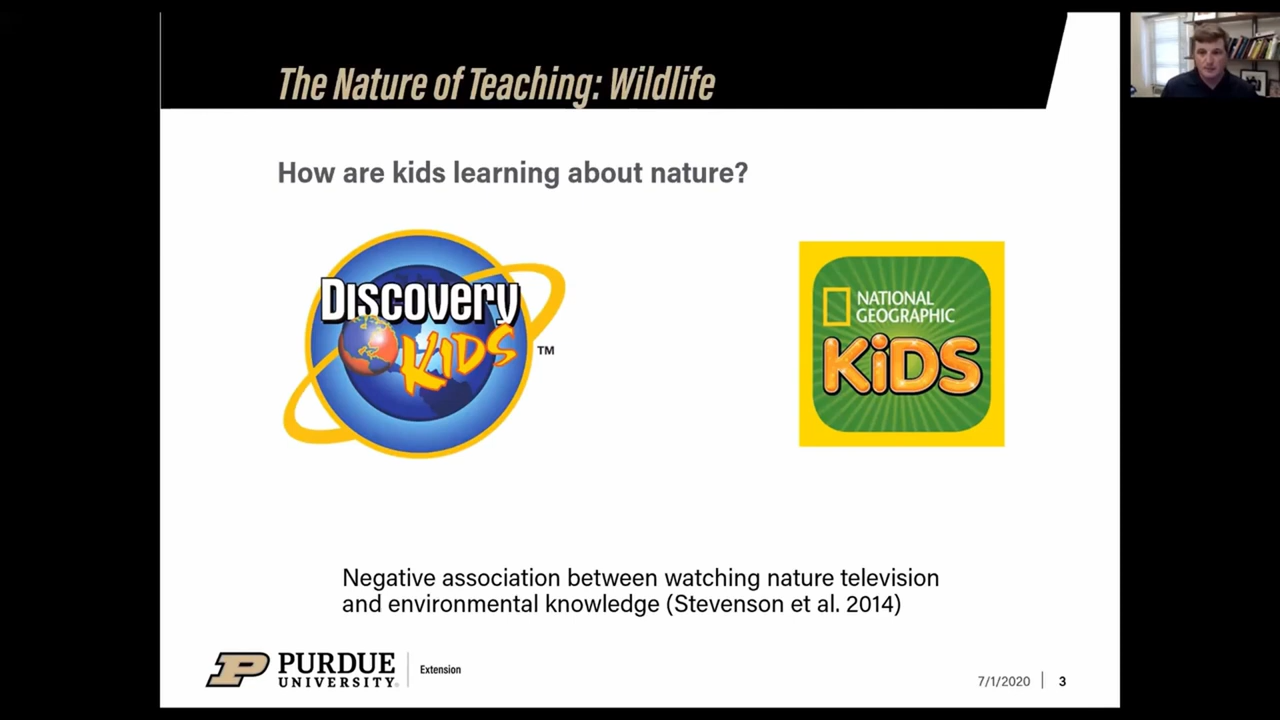 The Nature of Teaching: Wildlife
How are kids learning about nature?
Discovery
KIDS
TM
NATIONAL
GEOGRAPHIC
KiDS
Negative association between watching nature television
and environmental knowledge (Stevenson et al. 2014)
P PURDUE
UNIVERSITY
Extension
7/1/2020
3